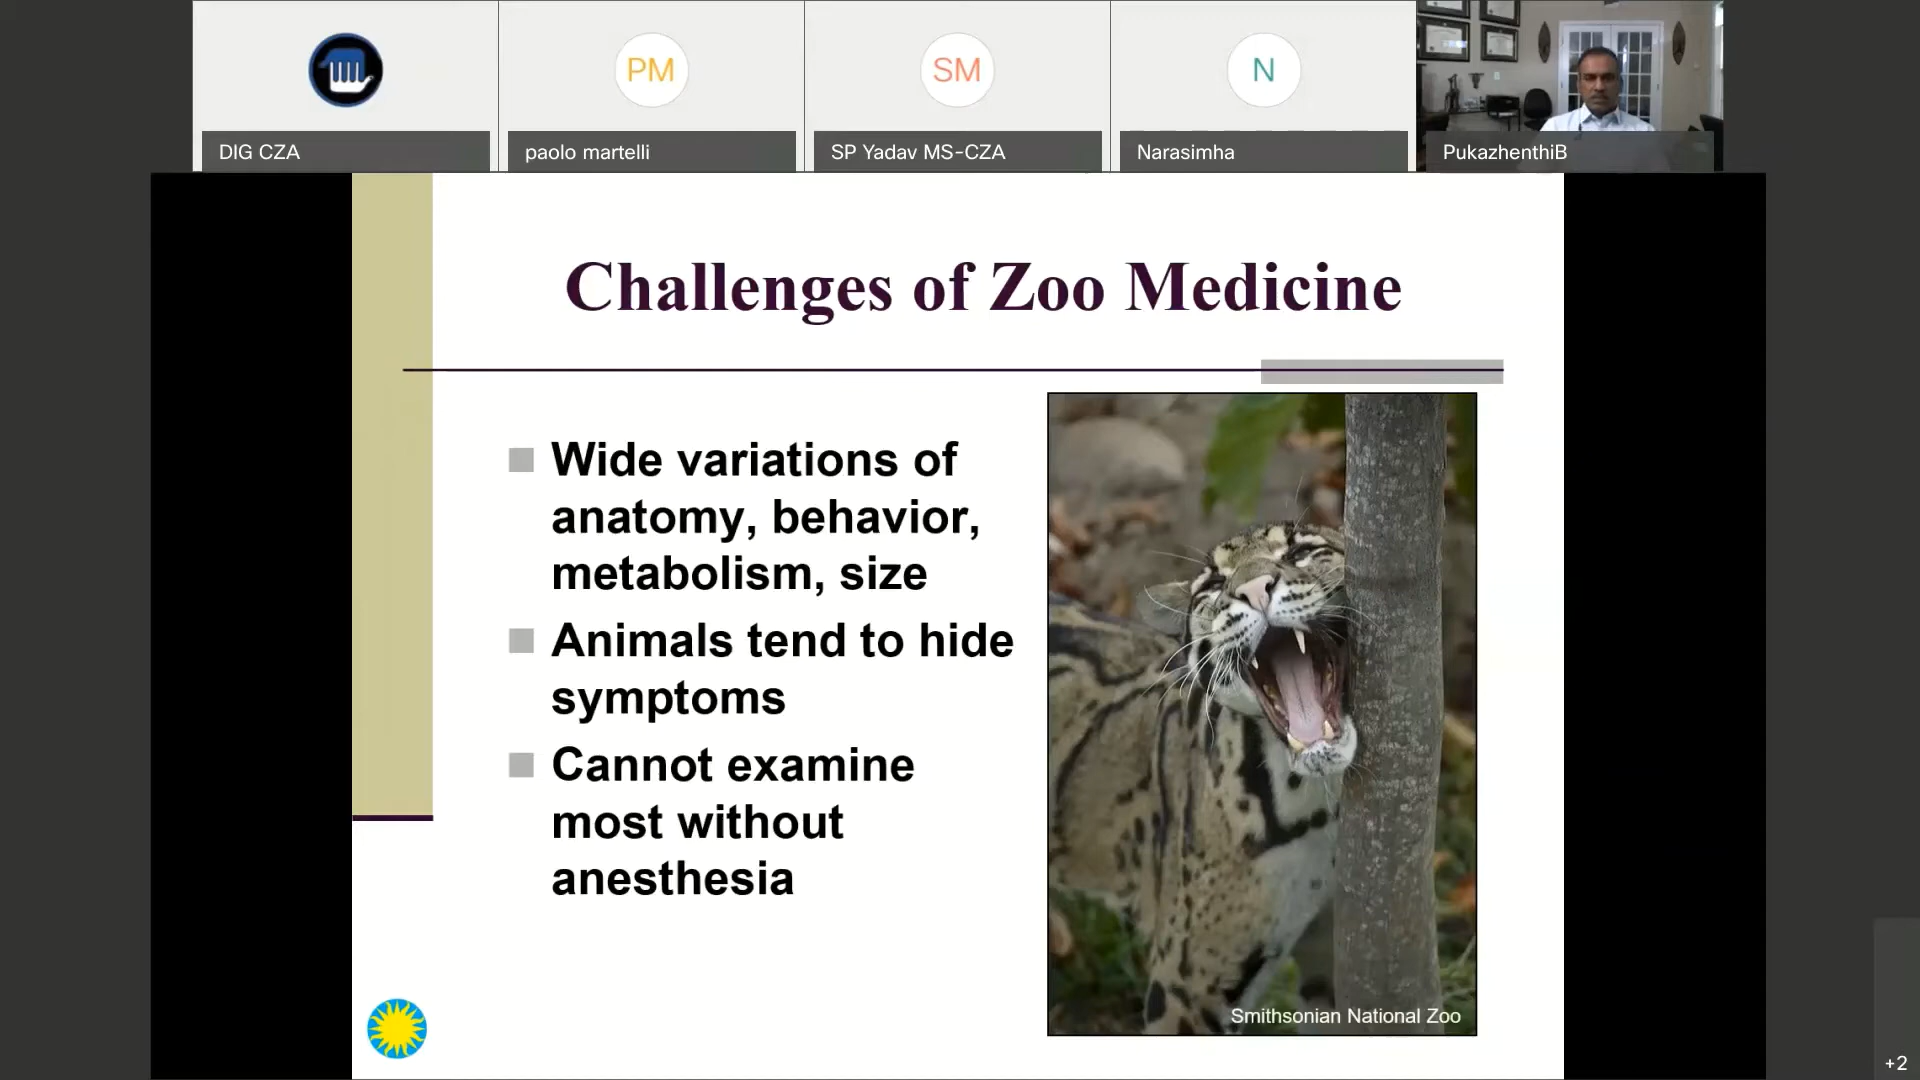 PM
SM
N
DIG CZA
paolo martelli
SP Yadav MS-CZA
Narasimha
PukazhenthiB
Challenges of Zoo Medicine
Wide variations of
anatomy, behavior,
metabolism, size
Animals tend to hide
symptoms
Cannot examine
most without
anesthesia
Smithsonian National Zoo
+2